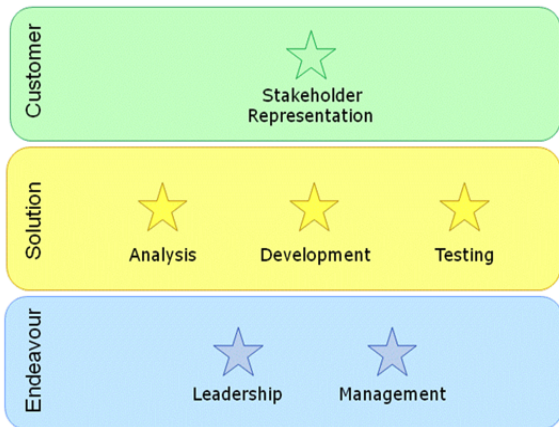 Customer
Stakeholder
Representation
Solution
Analysis
Development
Testing
Endeavour
Leadership
Management